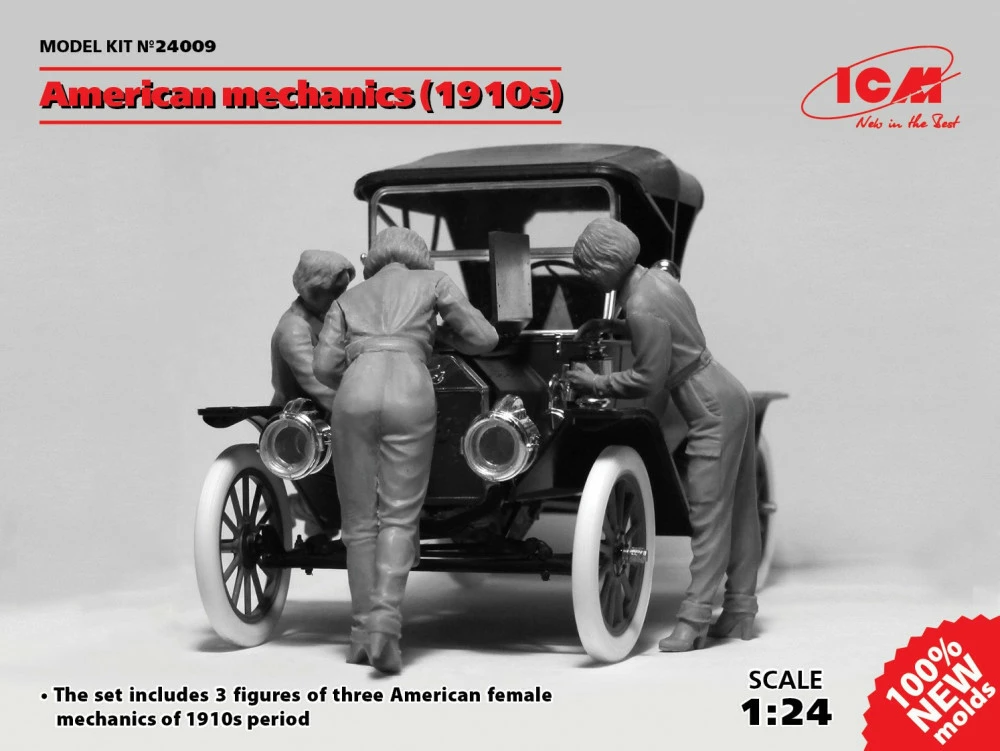 MODEL KIT №24009
American mechanics (1910s)
ICM
New in the Best
• The set includes 3 figures of three American female
mechanics of 1910s period
SCALE
1:24
100%
NEW
molds